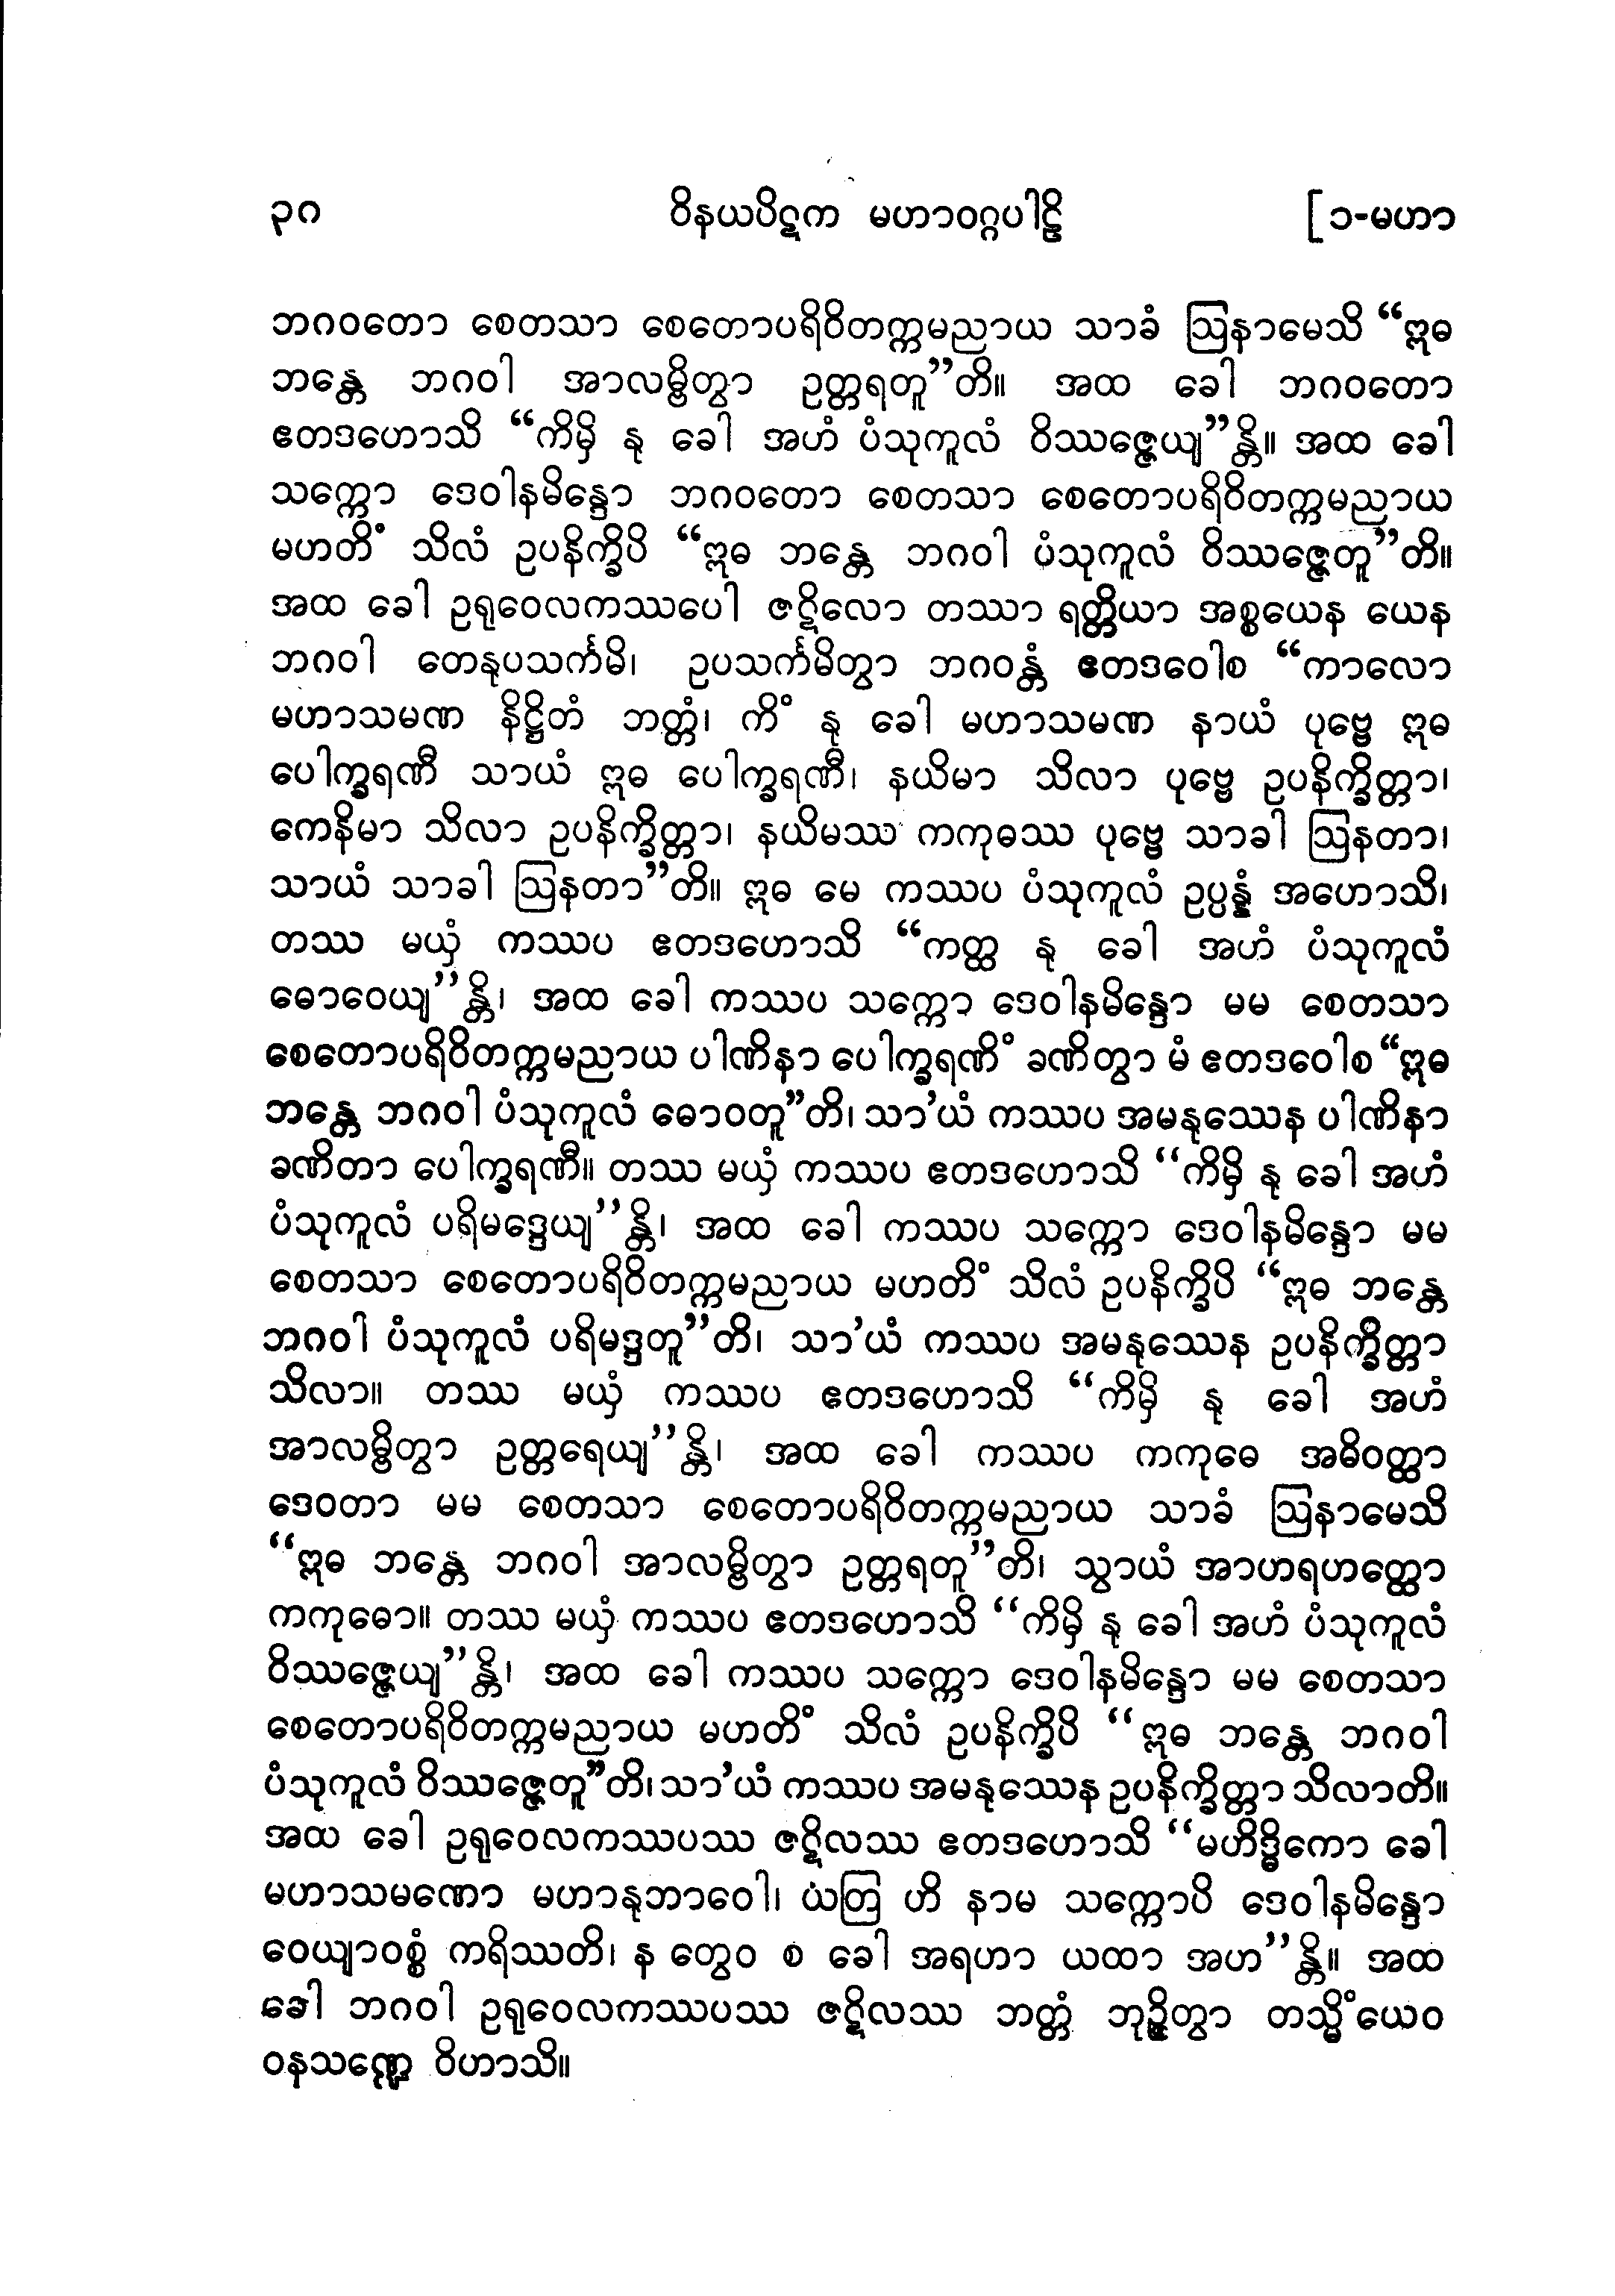 ၃၈ ဝိနယပိဋက မဟာဝဂ္ဂပါဠိ [၁-မဟာ
ဘဂဝတော စေတသာ စေတောပရိဝိတက္ကမညာယ သာခံ ဩနာမေသိ “ဣဓ
ဘန္တေ ဘဂဝါ အာလမ္ဗိတွာ ဥတ္တရတူ”တိ။ အထ ခေါ ဘဂဝတော
ဧတဒဟောသိ “ကိမှိ နု ခေါ အဟံ ပံသုကူလံ ဝိဿဇ္ဇေယျ”န္တိ။ အထ ခေါ
သက္ကော ဒေဝါနမိန္ဒော ဘဂဝတော စေတသာ စေတောပရိဝိတက္ကမညာယ
မဟတိံ သိလံ ဥပနိက္ခိပိ “ဣဓ ဘန္တေ ဘဂဝါ ပံသုကူလံ ဝိဿဇ္ဇေတူ”တိ။
အထ ခေါ ဥရုဝေလကဿပေါ ဇဋိလော တဿာ ရတ္တိယာ အစ္စယေန ယေန
ဘဂဝါ တေနုပသင်္ကမိ၊ ဥပသင်္ကမိတွာ ဘဂဝန္တံ ဧတဒဝေါစ “ကာလော
မဟာသမဏ နိဋ္ဌိတံ ဘတ္တံ၊ ကိံ နု ခေါ မဟာသမဏ နာယံ ပုဗ္ဗေ ဣဓ
ပေါက္ခရဏီ သာယံ ဣဓ ပေါက္ခရဏီ၊ နယိမာ သိလာ ပုဗ္ဗေ ဥပနိက္ခိတ္တာ၊
ကေနိမာ သိလာ ဥပနိက္ခိတ္တာ၊ နယိမဿ ကကုဓဿ ပုဗ္ဗေ သာခါ ဩနတာ၊
သာယံ သာခါ ဩနတာ”တိ။ ဣဓ မေ ကဿပ ပံသုကူလံ ဥပ္ပန္နံ အဟောသိ၊
တဿ မယှံ ကဿပ ဧတဒဟောသိ “ကတ္ထ နု ခေါ အဟံ ပံသုကူလံ
ဓောဝေယျ”န္တိ၊ အထ ခေါ ကဿပ သက္ကော ဒေဝါနမိန္ဒော မမ စေတသာ
စေတောပရိဝိတက္ကမညာယ ပါဏိနာ ပေါက္ခရဏိံ ခဏိတွာ မံ ဧတဒဝေါစ “ဣဓ
ဘန္တေ ဘဂဝါ ပံသုကူလံ ဓောဝတူ”တိ၊ သာ’ယံ ကဿပ အမနုဿေန ပါဏိနာ
ခဏိတာ ပေါက္ခရဏီ။ တဿ မယှံ ကဿပ ဧတဒဟောသိ “ကိမှိ နု ခေါ အဟံ
ပံသုကူလံ ပရိမဒ္ဒေယျ”န္တိ၊ အထ ခေါ ကဿပ သက္ကော ဒေဝါနမိန္ဒော မမ
စေတသာ စေတောပရိဝိတက္ကမညာယ မဟတိံ သိလံ ဥပနိက္ခိပိ “ဣဓ ဘန္တေ
ဘဂဝါ ပံသုကူလံ ပရိမဒ္ဒတူ”တိ၊ သာ’ယံ ကဿပ အမနုဿေန ဥပနိက္ခိတ္တာ
သိလာ။ တဿ မယှံ ကဿပ ဧတဒဟောသိ “ကိမှိ နု ခေါ အဟံ
အာလမ္ဗိတွာ ဥတ္တရေယျ”န္တိ၊ အထ ခေါ ကဿပ ကကုဓေ အဓိဝတ္ထာ
ဒေဝတာ မမ စေတသာ စေတောပရိဝိတက္ကမညာယ သာခံ ဩနာမေသိ
“ဣဓ ဘန္တေ ဘဂဝါ အာလမ္ဗိတွာ ဥတ္တရတူ”တိ၊ သွာယံ အာဟရဟတ္ထော
ကကုဓော။ တဿ မယှံ ကဿပ ဧတဒဟောသိ “ကိမှိ နု ခေါ အဟံ ပံသုကူလံ
ဝိဿဇ္ဇေယျ”န္တိ၊ အထ ခေါ ကဿပ သက္ကော ဒေဝါနမိန္ဒော မမ စေတသာ
စေတောပရိဝိတက္ကမညာယ မဟတိံ သိလံ ဥပနိက္ခိပိ “ဣဓ ဘန္တေ ဘဂဝါ
ပံသုကူလံ ဝိဿဇ္ဇေတူ”တိ၊ သာ’ယံ ကဿပ အမနုဿေန ဥပနိက္ခိတ္တာ သိလာတိ။
အထ ခေါ ဥရုဝေလကဿပဿ ဇဋိလဿ ဧတဒဟောသိ “မဟိဒ္ဓိကော ခေါ
မဟာသမဏော မဟာနုဘာဝေါ၊ ယတြ ဟိ နာမ သက္ကောပိ ဒေဝါနမိန္ဒော
ဝေယျာဝစ္စံ ကရိဿတိ၊ န တွေဝ စ ခေါ အရဟာ ယထာ အဟ”န္တိ။ အထ
ခေါ ဘဂဝါ ဥရုဝေလကဿပဿ ဇဋိလဿ ဘတ္တံ ဘုဉ္ဇိတွာ တသ္မိံယေဝ
ဝနသဏ္ဍေ ဝိဟာသိ။